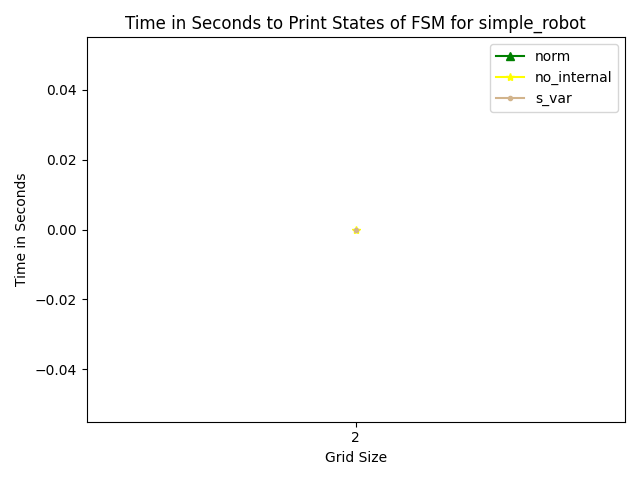 Time in Seconds to Print States of FSM for simple_robot
norm
no_internal
s_var
0.04
0.02
0.00
−0.02
−0.04
Time in Seconds
2
Grid Size